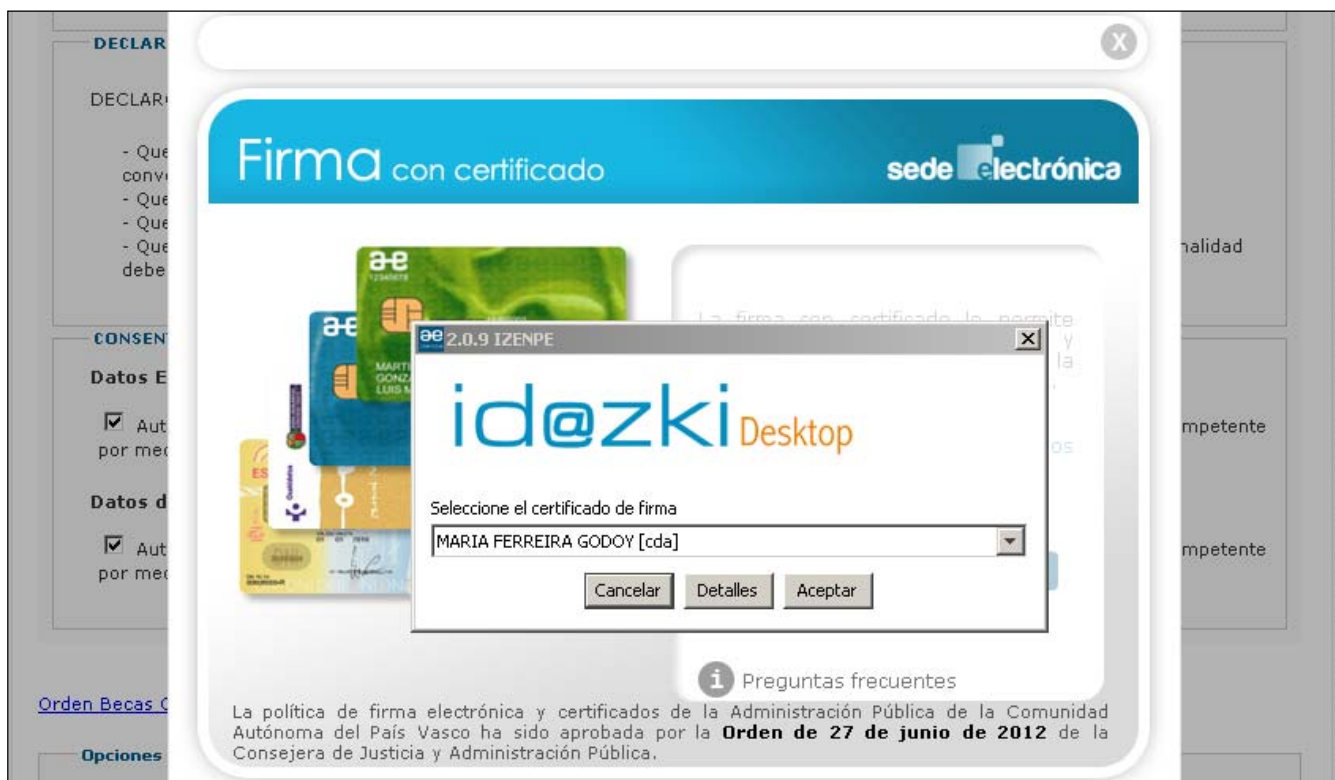 DECLAR
X
DECLAR
Firma con certificado
sede electrónica
- Que
conv
- Que
- Que
- Que
nalidad
debe
La firma con certificado le permite
y
la
CONSEN
2.0.9 IZENPE
id@zki Desktop
Datos E
Aut
mpetente
por med
os
Datos d
Seleccione el certificado de firma
MARIA FERREIRA GODOY [cda]
Aut
mpetente
por med
Cancelar Detalles Aceptar
i Preguntas frecuentes
Orden Becas
La política de firma electrónica y certificados de la Administración Pública de la Comunidad
Autónoma del País Vasco ha sido aprobada por la Orden de 27 de junio de 2012 de la
Consejera de Justicia y Administración Pública.
Opciones